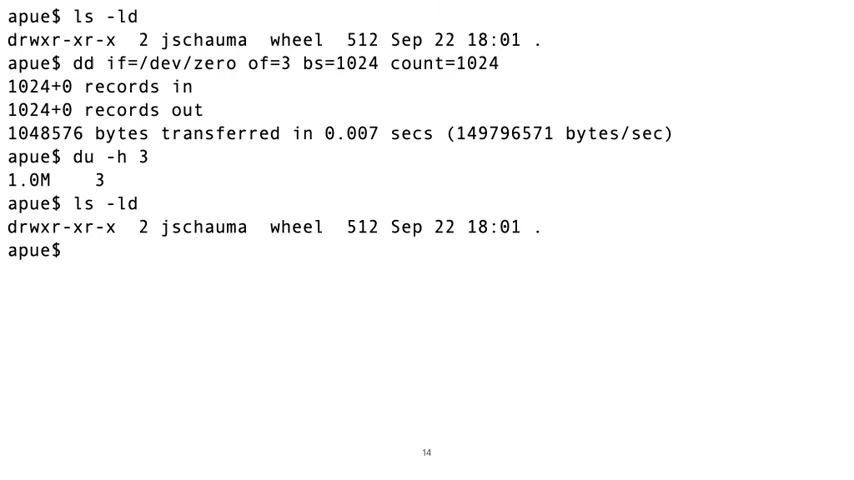 apue$ ls -ld
drwxr-xr-x  2 jschauma  wheel  512 Sep 22 18:01 .
apue$ dd if=/dev/zero of=3 bs=1024 count=1024
1024+0 records in
1024+0 records out
1048576 bytes transferred in 0.007 secs (149796571 bytes/sec)
apue$ du -h 3
1.0M    3
apue$ ls -ld
drwxr-xr-x  2 jschauma  wheel  512 Sep 22 18:01 .
apue$
14